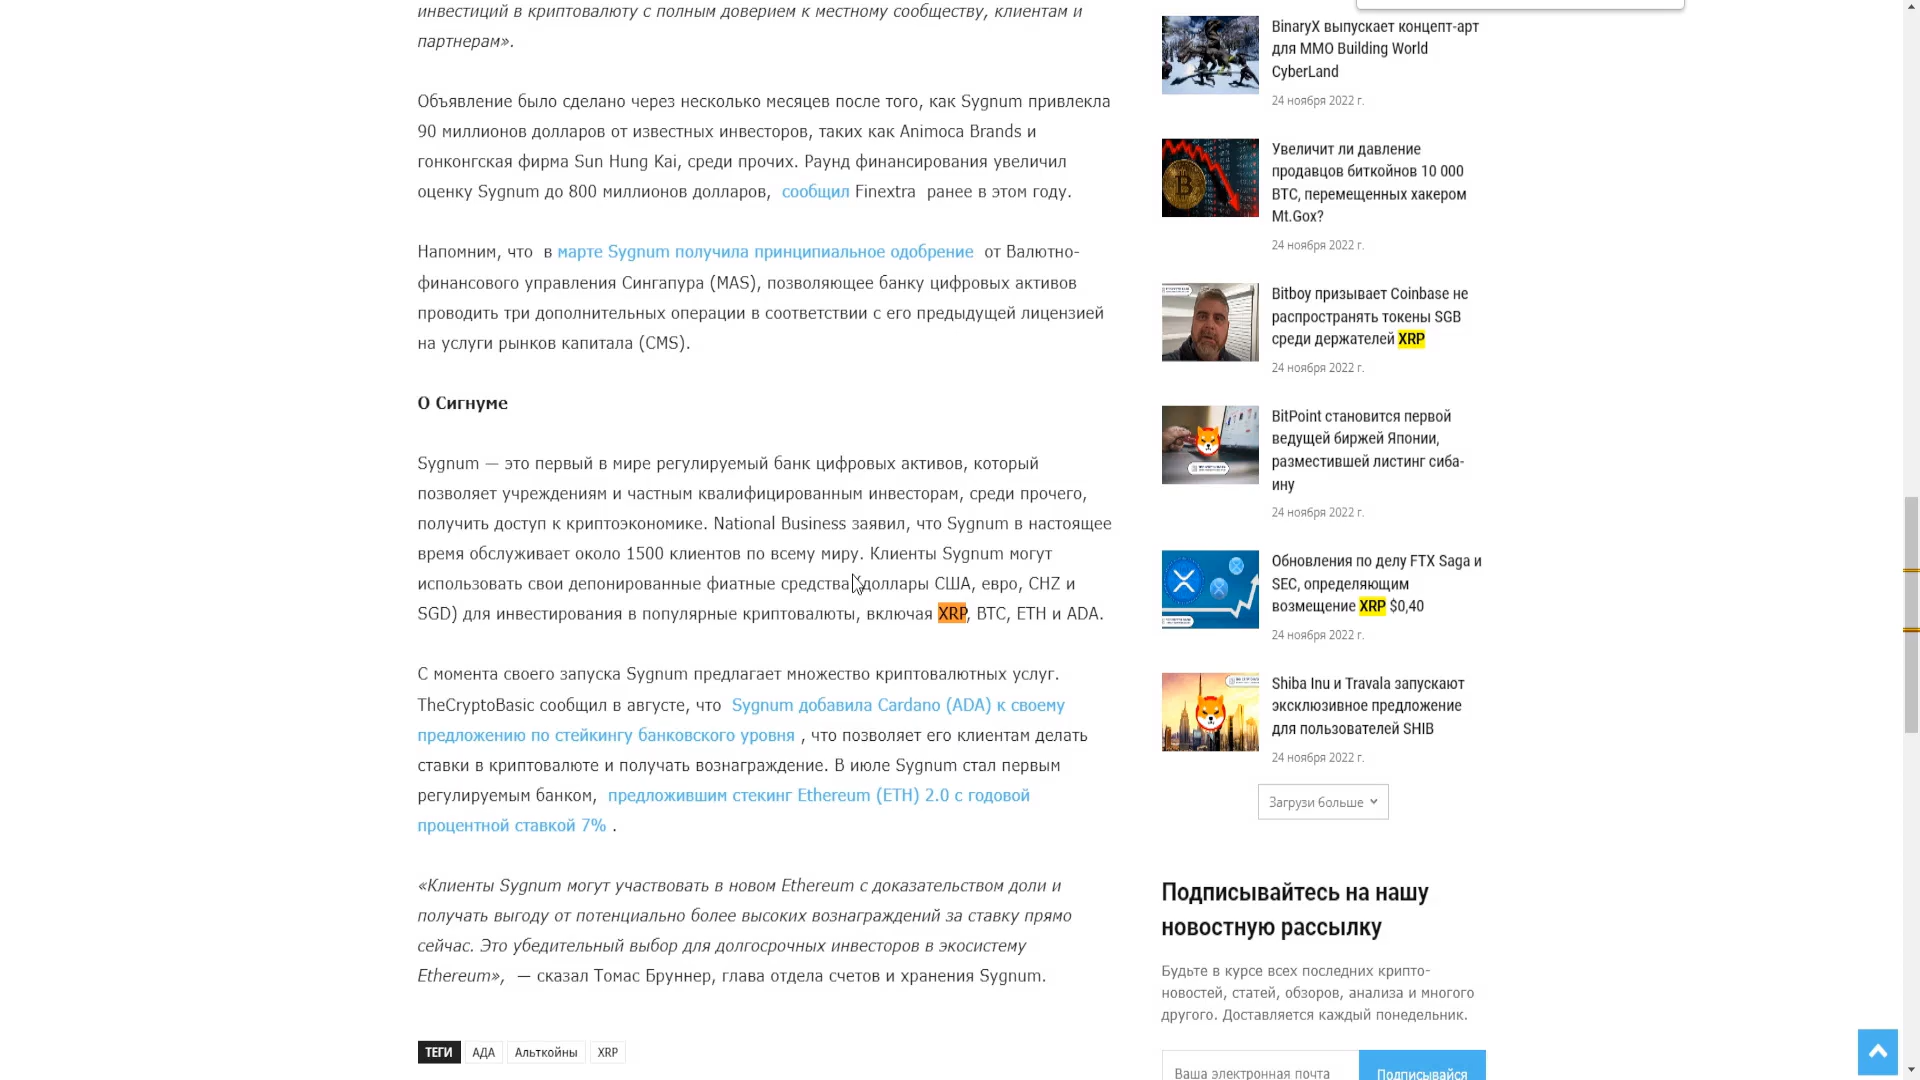 инвестиций в криптовалюту с полным доверием к местному сообществу, клиентам и
партнерам».
Объявление было сделано через несколько месяцев после того, как Sygnum привлекла
90 миллионов долларов от известных инвесторов, таких как Animoca Brands и
гонконгская фирма Sun Hung Kai, среди прочих. Раунд финансирования увеличил
оценку Sygnum до 800 миллионов долларов, сообщил Finextra ранее в этом году.
Напомним, что в марте Sygnum получила принципиальное одобрение от Валютно-
финансового управления Сингапура (MAS), позволяющее банку цифровых активов
проводить три дополнительных операции в соответствии с его предыдущей лицензией
на услуги рынков капитала (CMS).
О Сигнуме
Sygnum — это первый в мире регулируемый банк цифровых активов, который
позволяет учреждениям и частным квалифицированным инвесторам, среди прочего,
получить доступ к криптоэкономике. National Business заявил, что Sygnum в настоящее
время обслуживает около 1500 клиентов по всему миру. Клиенты Sygnum могут
использовать свои депонированные фиатные средства (доллары США, евро, CHZ и
SGD) для инвестирования в популярные криптовалюты, включая XRP, BTC, ETH и ADA.
С момента своего запуска Sygnum предлагает множество криптовалютных услуг.
TheCryptoBasic сообщил в августе, что Sygnum добавила Cardano (ADA) к своему
предложению по стейкингу банковского уровня , что позволяет его клиентам делать
ставки в криптовалюте и получать вознаграждение. В июле Sygnum стал первым
регулируемым банком, предложившим стекинг Ethereum (ETH) 2.0 с годовой
процентной ставкой 7% .
«Клиенты Sygnum могут участвовать в новом Ethereum с доказательством доли и
получать выгоду от потенциально более высоких вознаграждений за ставку прямо
сейчас. Это убедительный выбор для долгосрочных инвесторов в экосистему
Ethereum», — сказал Томас Бруннер, глава отдела счетов и хранения Sygnum.
ТЕГИ АДА Альткойны XRP
BinaryX выпускает концепт-арт
для MMO Building World
CyberLand
24 ноября 2022 г.
Увеличит ли давление
продавцов биткойнов 10 000
BTC, перемещенных хакером
Mt.Gox?
24 ноября 2022 г.
Bitboy призывает Coinbase не
распространять токены SGB
среди держателей XRP
24 ноября 2022 г.
BitPoint становится первой
ведущей биржей Японии,
разместившей листинг сиба-
ину
24 ноября 2022 г.
Обновления по делу FTX Saga и
SEC, определяющим
возмещение XRP $0,40
24 ноября 2022 г.
Shiba Inu и Travala запускают
эксклюзивное предложение
для пользователей SHIB
24 ноября 2022 г.
Загрузи больше
Подписывайтесь на нашу
новостную рассылку
Будьте в курсе всех последних крипто-
новостей, статей, обзоров, анализа и многого
другого. Доставляется каждый понедельник.
Ваша электронная почта
Подписывайся